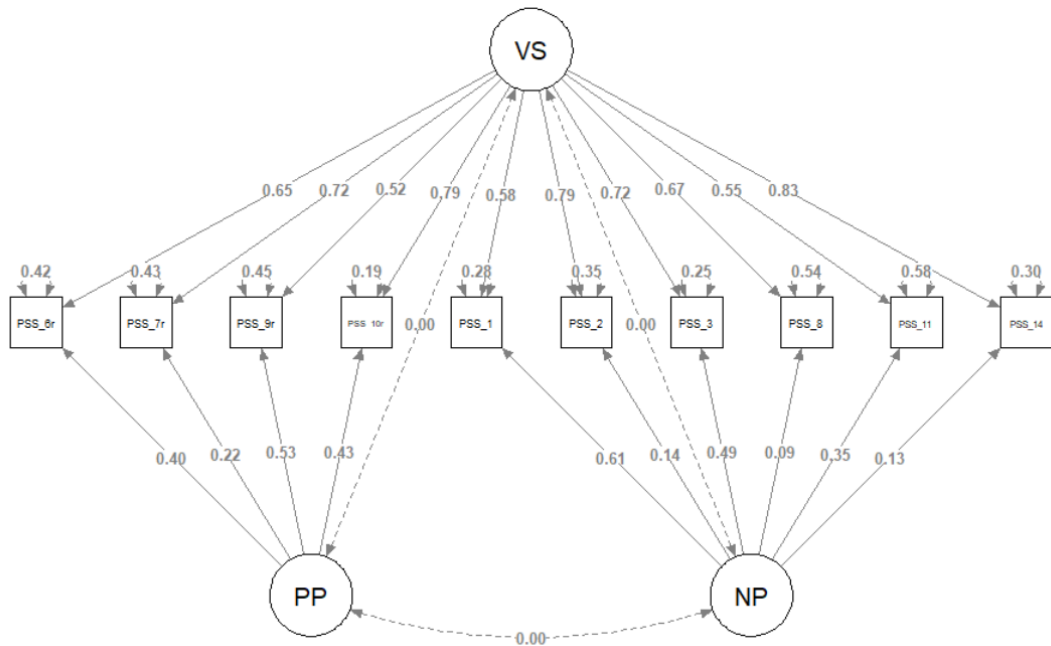 VS
0.65 0.72 0.52 0.79 0.58 0.79 0.72 0.67 0.55 0.83
0.42 0.43 0.45 0.19 0.28 0.35 0.25 0.54 0.58 0.30
PSS_6r PSS_7r PSS_9r PSS_10r PSS_1 PSS_2 PSS_3 PSS_8 PSS_11 PSS_14
0.00 0.00
0.40 0.22 0.53 0.43 0.61 0.14 0.49 0.09 0.35 0.13
PP NP
0.00